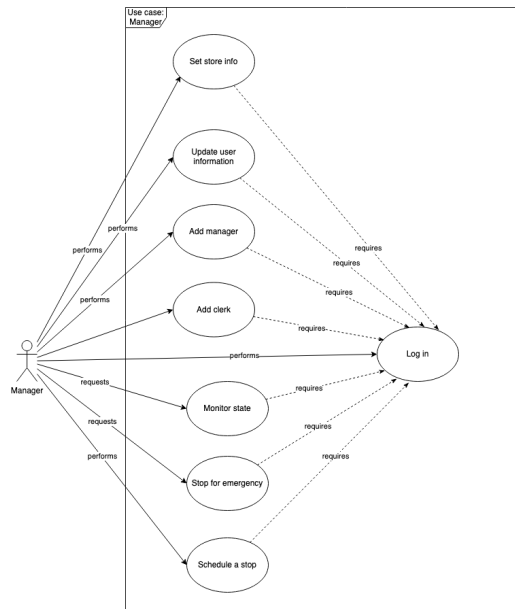 Use case:
Manager
Set store info
Update user
information
performs
performs
requires
Add manager
requires
performs
requires
Add clerk
requires
performs
Log in
Manager
requests
Monitor state
requires
requests
requires
performs
Stop for emergency
requires
Schedule a stop